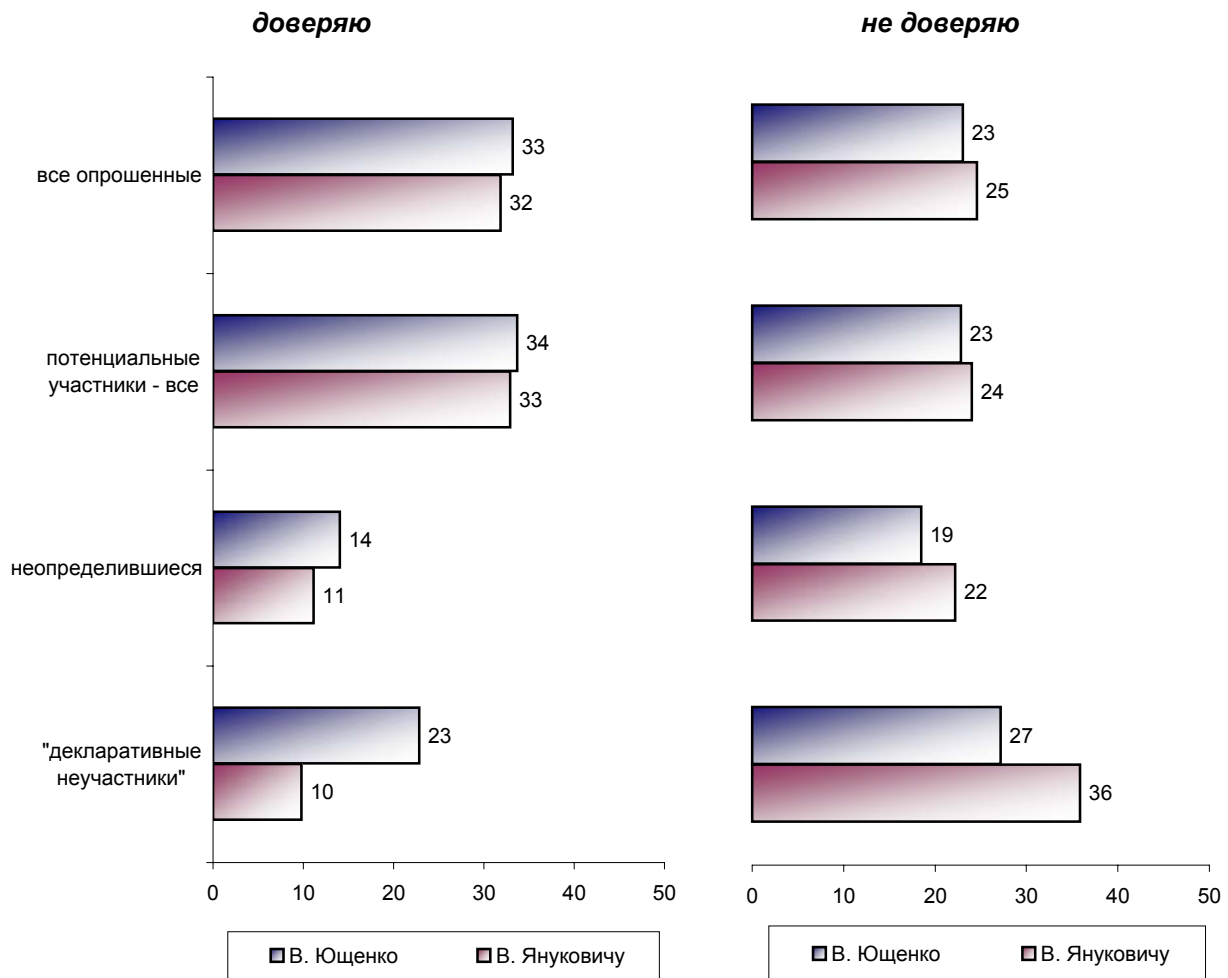 доверяю
не доверяю
все опрошенные
33
32
23
25
потенциальные
участники - все
34
33
23
24
неопределившиеся
14
11
19
22
"декларативные
неучастники"
23
10
27
36
0 10 20 30 40 50
0 10 20 30 40 50
В. Ющенко В. Януковичу
В. Ющенко В. Януковичу